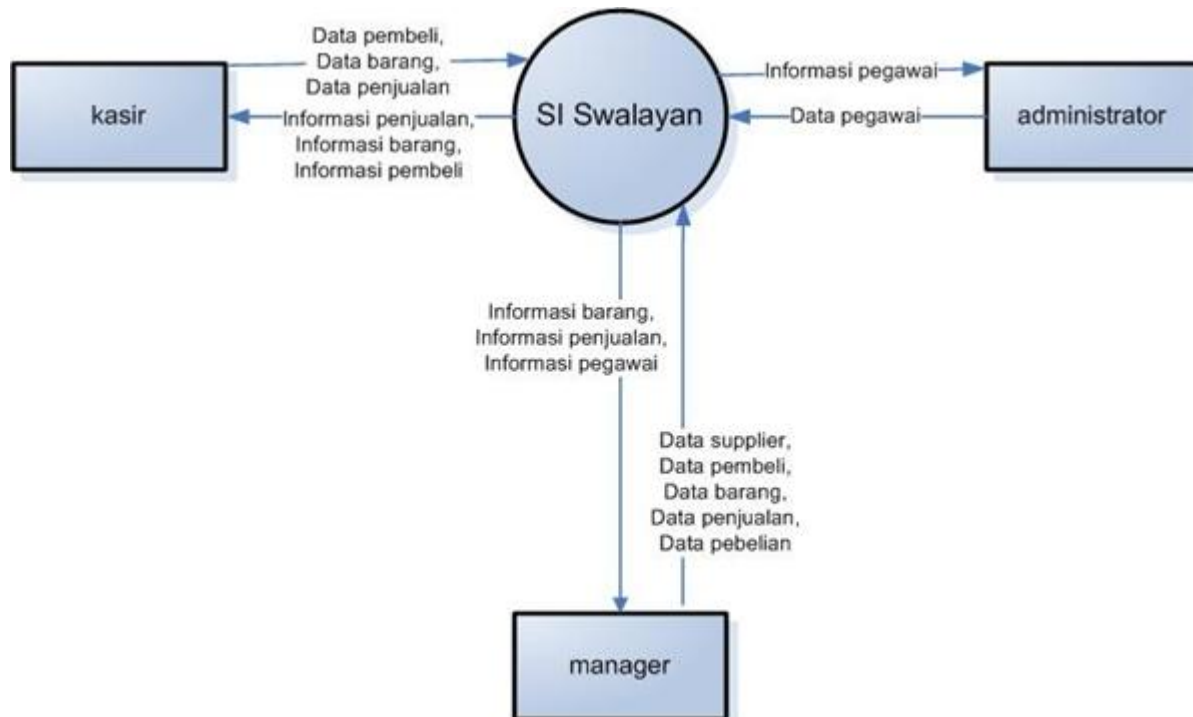 Data pembeli,
Data barang,
Data penjualan
kasir
Informasi penjualan,
Informasi barang,
Informasi pembeli
SI Swalayan
Informasi pegawai
Data pegawai
administrator
Informasi barang,
Informasi penjualan,
Informasi pegawai
Data supplier,
Data pembeli,
Data barang,
Data penjualan,
Data pebelian
manager